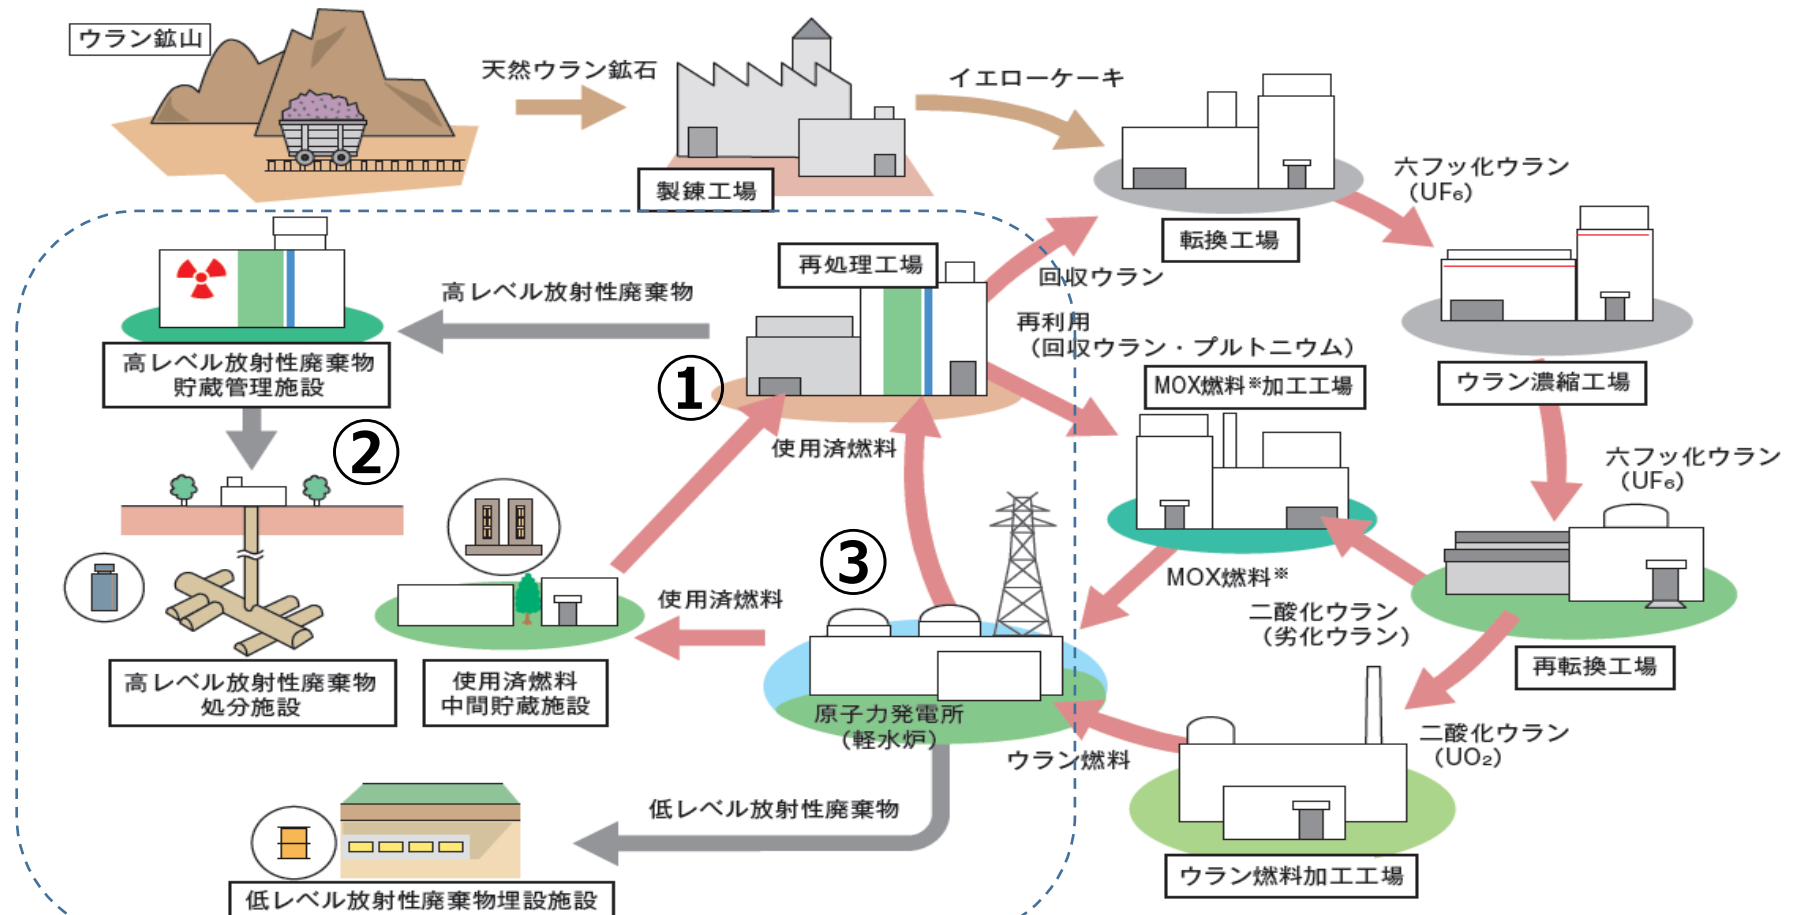 ウラン鉱山
天然ウラン鉱石
製錬工場
イエローケーキ
転換工場
六フッ化ウラン
（UF₆）
ウラン濃縮工場
六フッ化ウラン
（UF₆）
再転換工場
二酸化ウラン
（UO₂）
ウラン燃料加工工場
ウラン燃料
二酸化ウラン
（劣化ウラン）
MOX燃料※加工工場
MOX燃料※
再処理工場
回収ウラン
再利用
（回収ウラン・プルトニウム）
①
使用済燃料
高レベル放射性廃棄物
高レベル放射性廃棄物
貯蔵管理施設
②
高レベル放射性廃棄物
処分施設
使用済燃料
中間貯蔵施設
使用済燃料
③
原子力発電所
（軽水炉）
低レベル放射性廃棄物
低レベル放射性廃棄物埋設施設